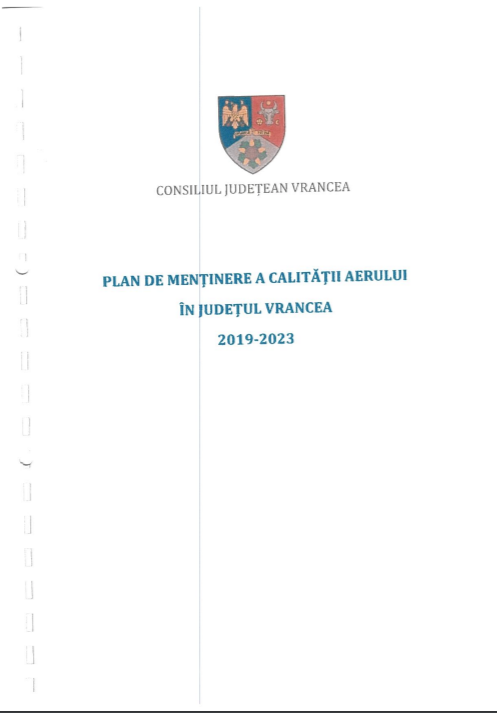 CONSILIUL JUDEȚEAN VRANCEA
PLAN DE MENȚINERE A CALITĂȚII AERULUI
ÎN JUDEȚUL VRANCEA
2019-2023